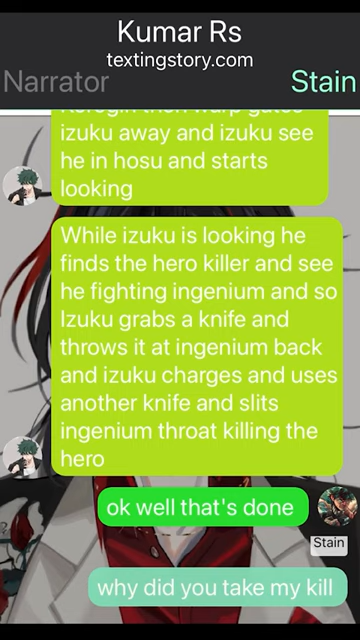 Kumar Rs
textingstory.com
Narrator
Stain
izuku away and izuku see
he in hosu and starts
looking
While izuku is looking he
finds the hero killer and see
he fighting ingenium and so
Izuku grabs a knife and
throws it at ingenium back
and izuku charges and uses
another knife and slits
ingenium throat killing the
hero
ok well that's done
Stain
why did you take my kill